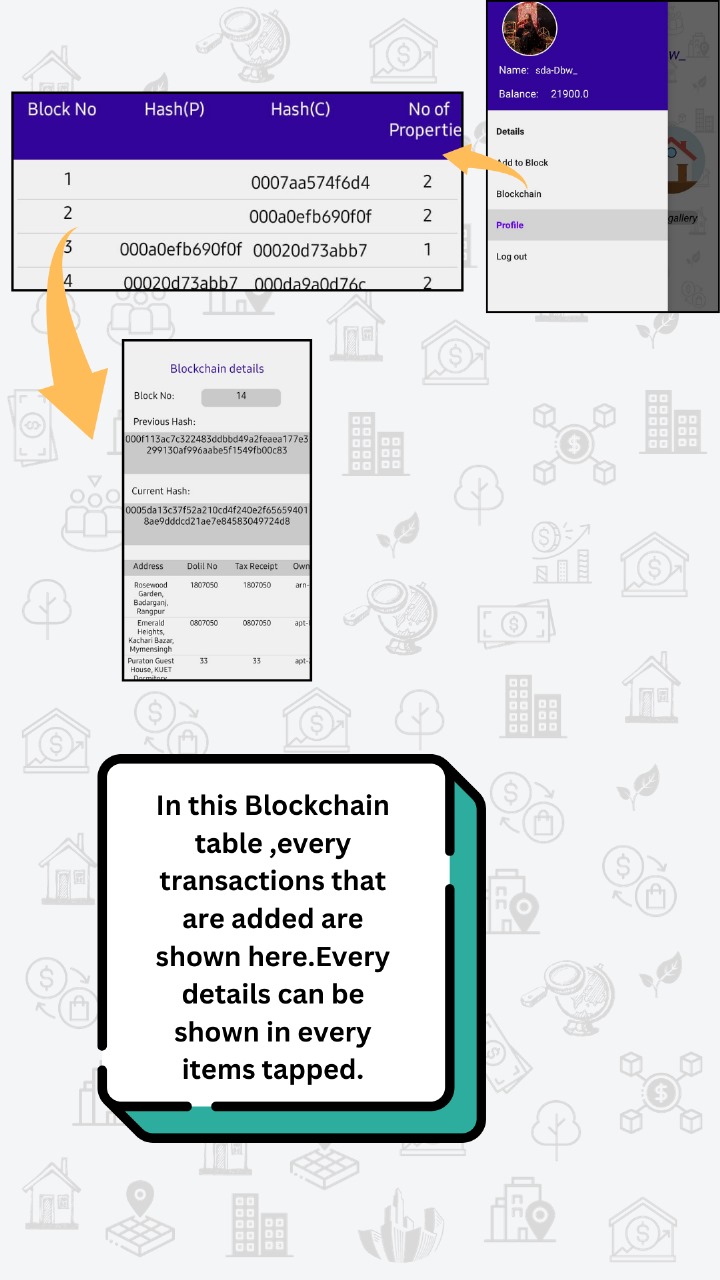 W_
Name: sda-Dbw_
Balance: 21900.0
Details
Add to Block
Blockchain
Profile
Log out
gallery
Block No Hash(P) Hash(C) No of
Propertie
1 0007aa574f6d4 2
2 000a0efb690f0f 2
3 000a0efb690f0f 00020d73abb7 1
4 00020d73abb7 000da9a0d76c 2
Blockchain details
Block No: 14
Previous Hash:
000f113ac7c322483ddbbd49a2feaea177e3
299130af996aabe5f1549fb00c83
Current Hash:
0005da13c37f52a210cd4f240e2f65659401
8ae9dddcd21ae7e84583049724d8
Address Dolil No Tax Receipt Own
Rosewood 1807050 1807050 arn-
Garden,
Badarganj,
Rangpur
Emerald 0807050 0807050 apt-
Heights,
Kachari Bazar,
Mymensingh
Puraton Guest 33 33 apt-
House, KUET
Dormitory
In this Blockchain
table ,every
transactions that
are added are
shown here.Every
details can be
shown in every
items tapped.